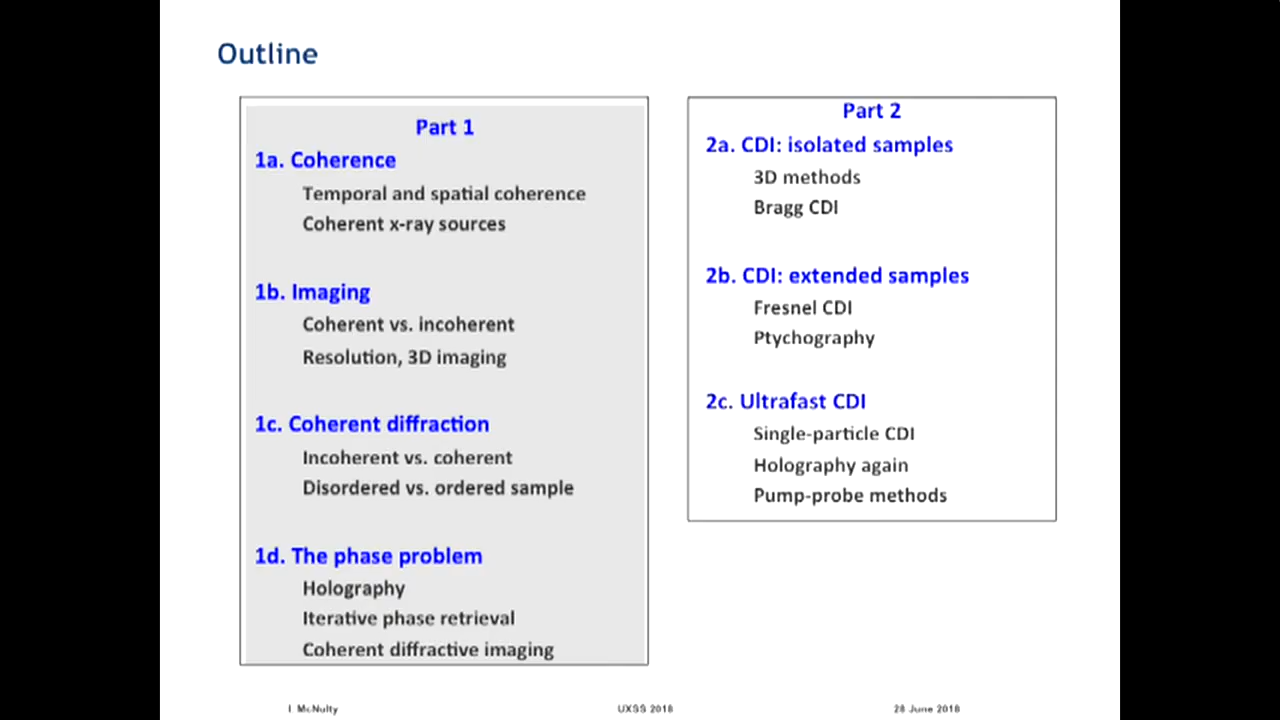 Outline
Part 1
1a. Coherence
Temporal and spatial coherence
Coherent x-ray sources
1b. Imaging
Coherent vs. incoherent
Resolution, 3D imaging
1c. Coherent diffraction
Incoherent vs. coherent
Disordered vs. ordered sample
1d. The phase problem
Holography
Iterative phase retrieval
Coherent diffractive imaging
Part 2
2a. CDI: isolated samples
3D methods
Bragg CDI
2b. CDI: extended samples
Fresnel CDI
Ptychography
2c. Ultrafast CDI
Single-particle CDI
Holography again
Pump-probe methods
I McNulty
UXSS 2018
28 June 2018